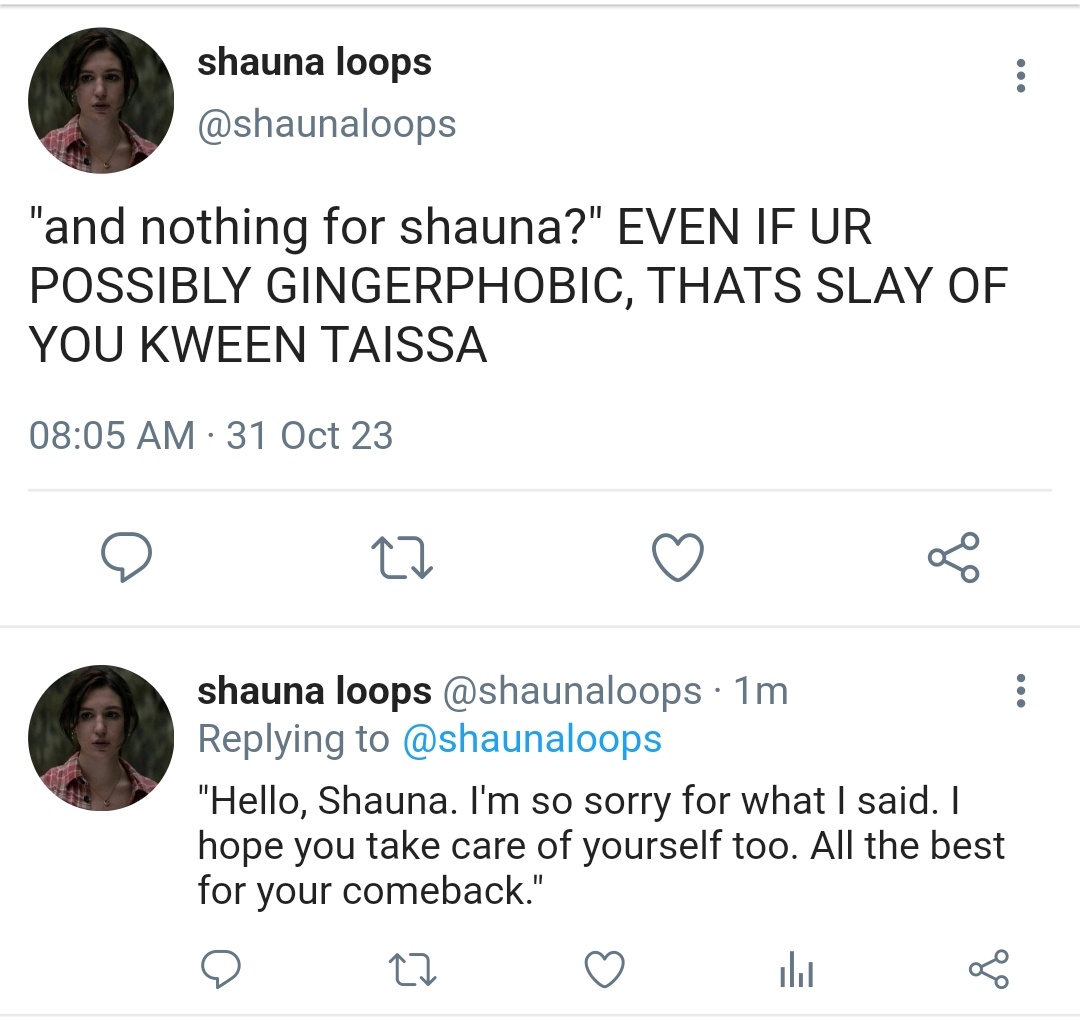 shauna loops
@shaunaloops
"and nothing for shauna?" EVEN IF UR
POSSIBLY GINGERPHOBIC, THATS SLAY OF
YOU KWEEN TAISSA
08:05 AM · 31 Oct 23
shauna loops @shaunaloops · 1m
Replying to @shaunaloops
"Hello, Shauna. I'm so sorry for what I said. I
hope you take care of yourself too. All the best
for your comeback."